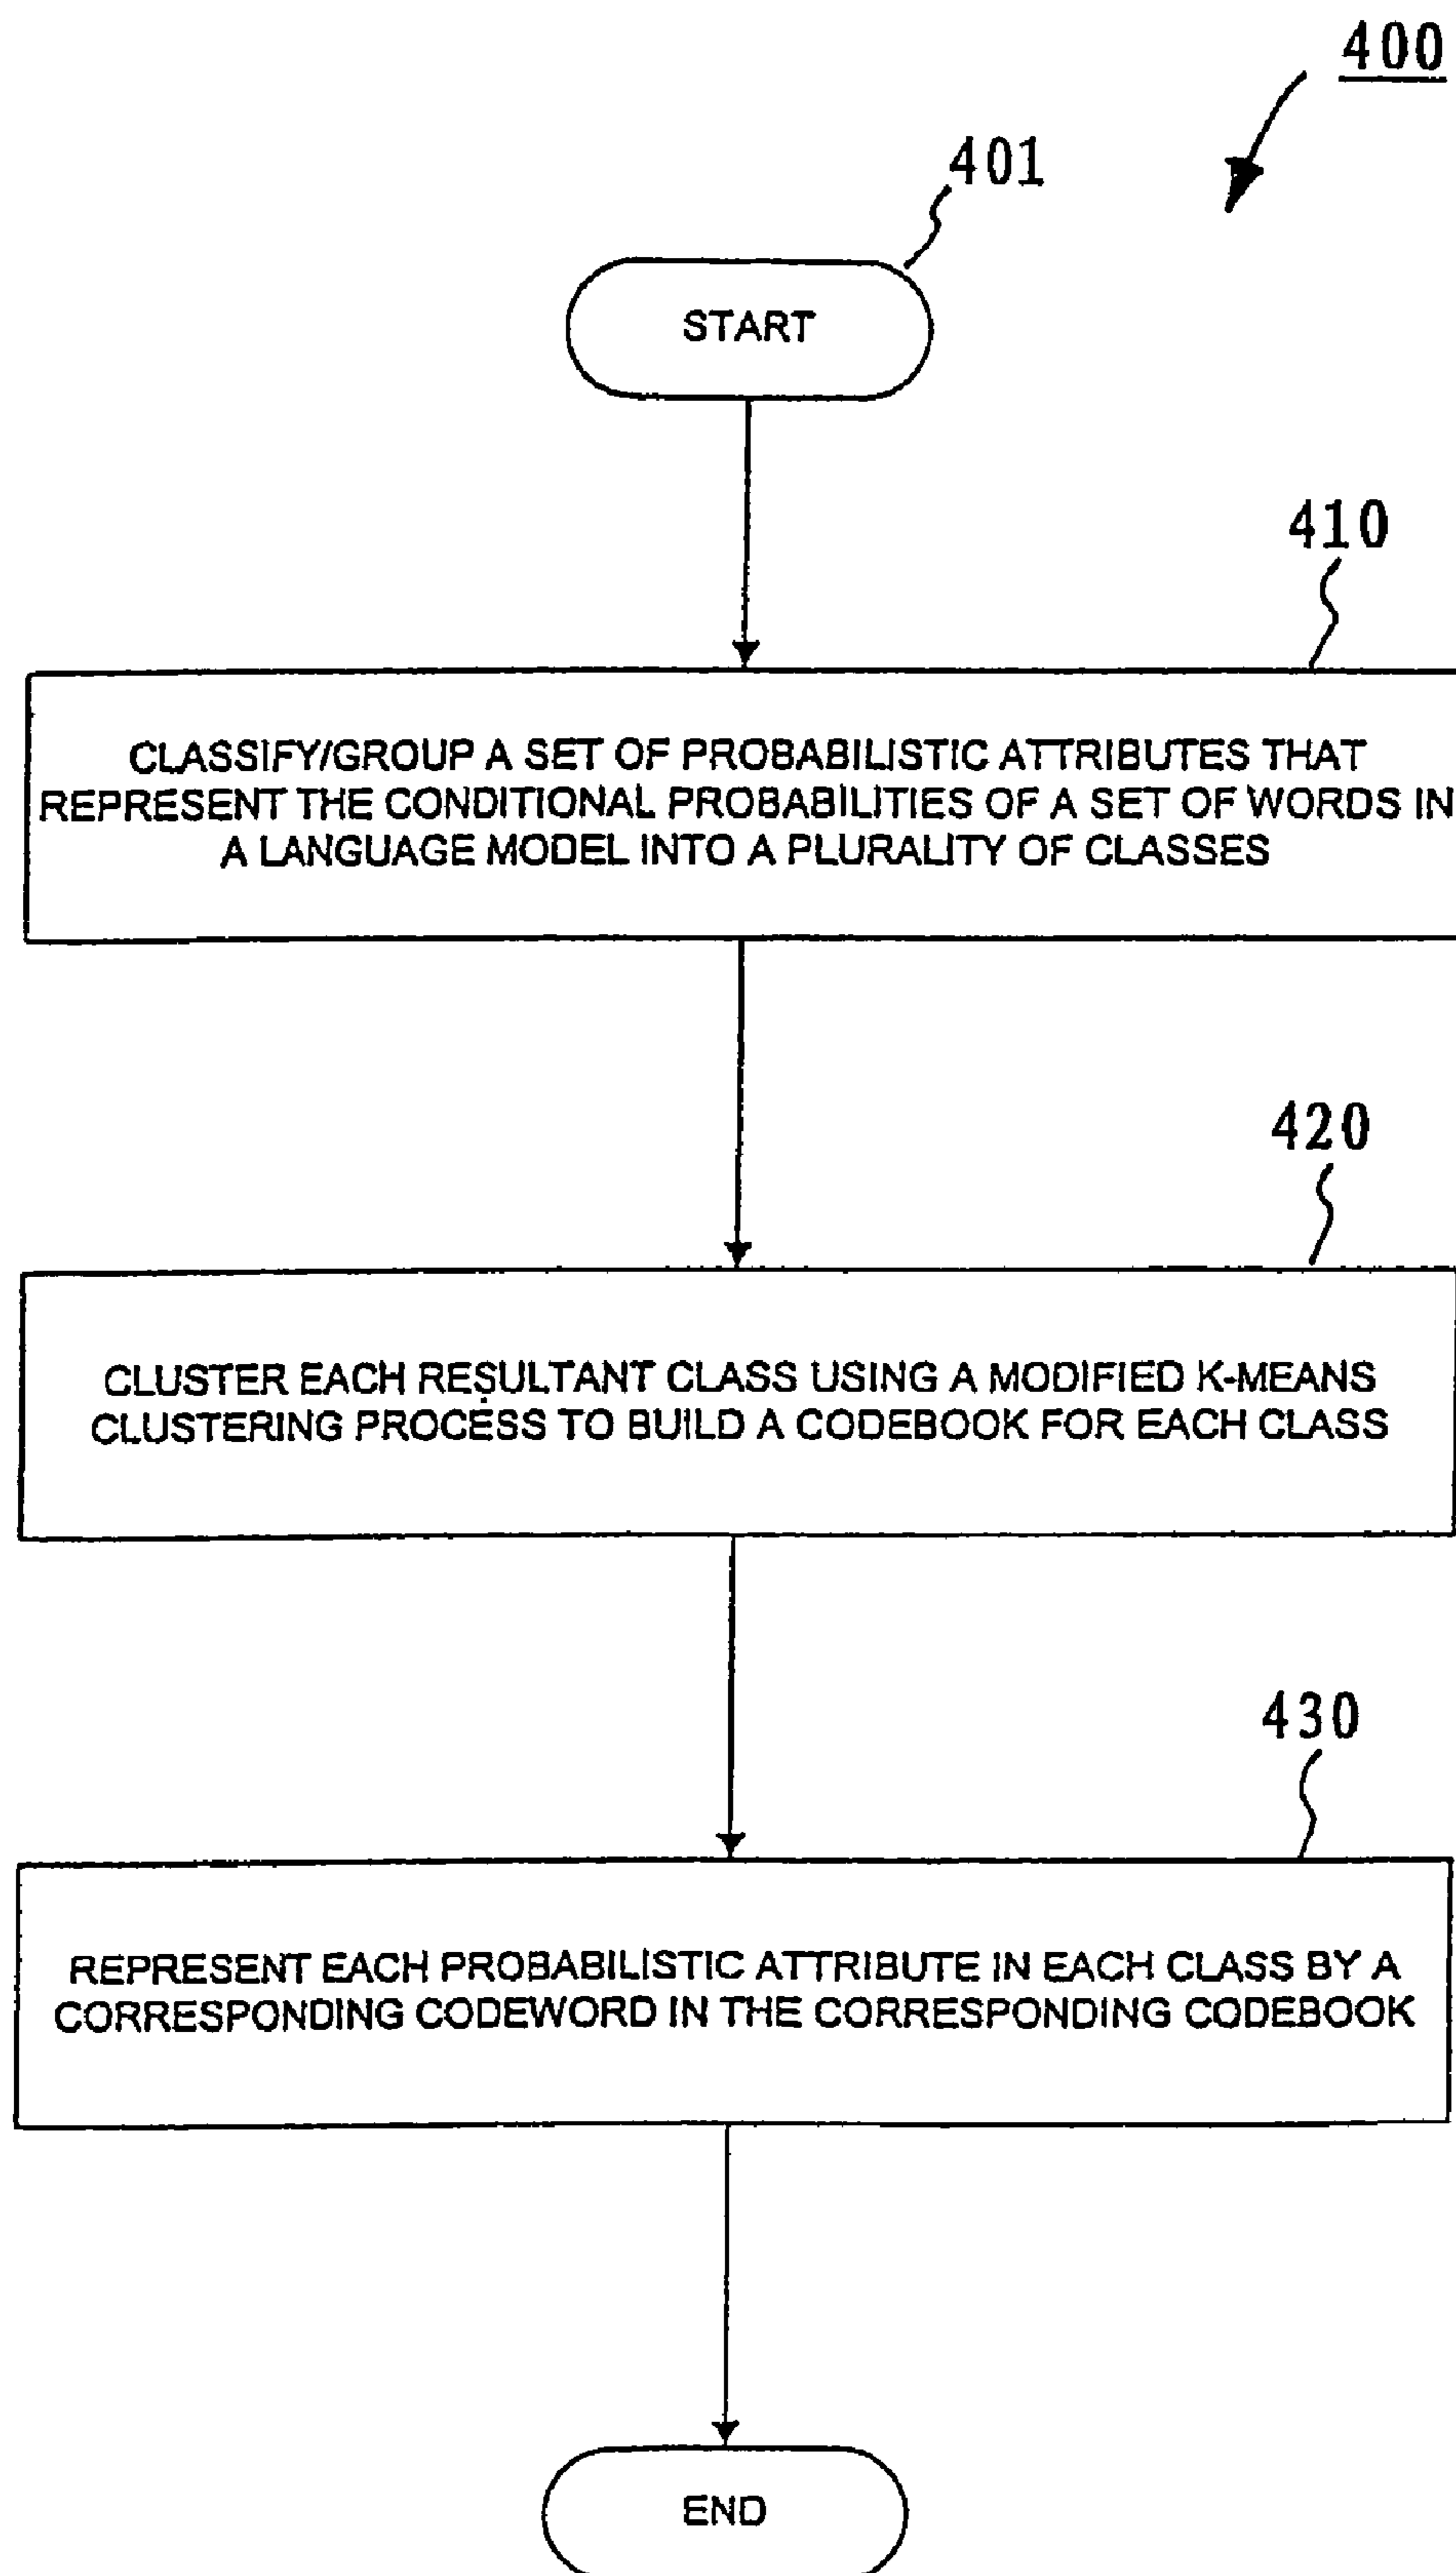 400
401
START
410
CLASSIFY/GROUP A SET OF PROBABILISTIC ATTRIBUTES THAT
REPRESENT THE CONDITIONAL PROBABILITIES OF A SET OF WORDS IN
A LANGUAGE MODEL INTO A PLURALITY OF CLASSES
420
CLUSTER EACH RESULTANT CLASS USING A MODIFIED K-MEANS
CLUSTERING PROCESS TO BUILD A CODEBOOK FOR EACH CLASS
430
REPRESENT EACH PROBABILISTIC ATTRIBUTE IN EACH CLASS BY A
CORRESPONDING CODEWORD IN THE CORRESPONDING CODEBOOK
END